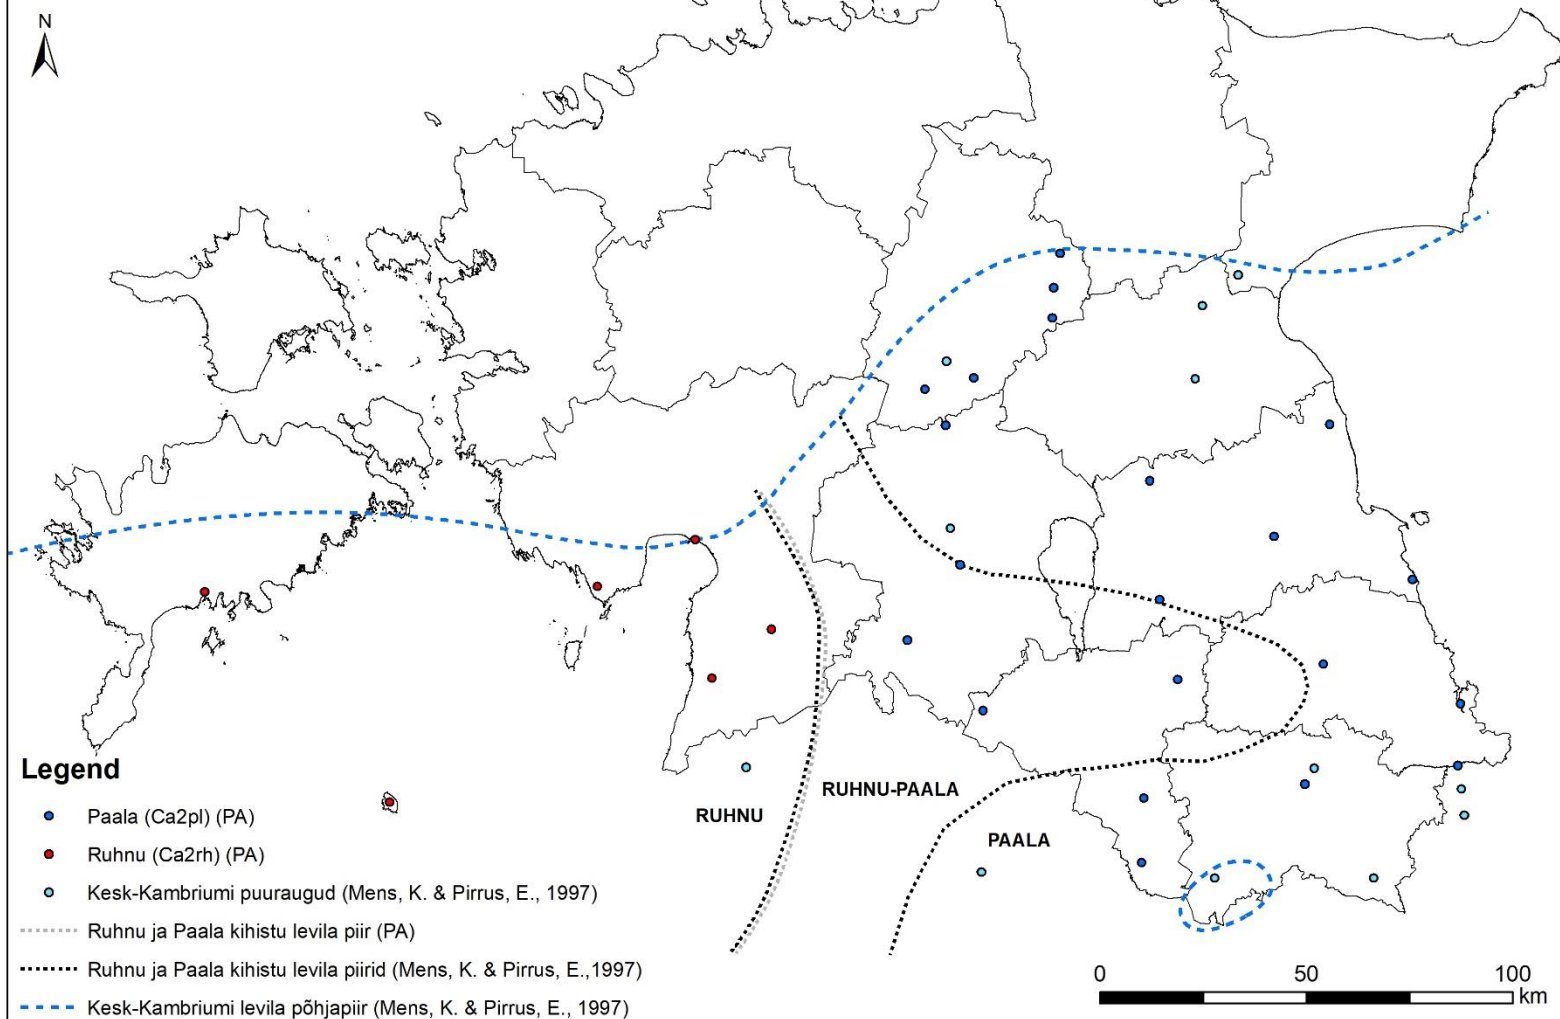 N
RUHNU-PAALA
RUHNU
PAALA
Legend
Paala (Ca2pl) (PA)
Ruhnu (Ca2rh) (PA)
Kesk-Kambriumi puuraugud (Mens, K. & Pirrus, E., 1997)
Ruhnu ja Paala kihistu levila piir (PA)
Ruhnu ja Paala kihistu levila piirid (Mens, K. & Pirrus, E.,1997)
Kesk-Kambriumi levila põhjapiir (Mens, K. & Pirrus, E., 1997)
0 50 100
km